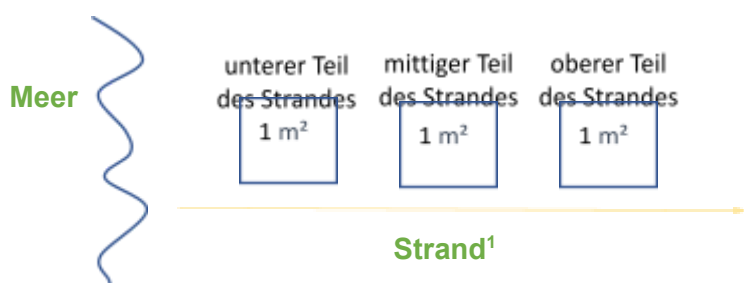 Meer
unterer Teil
des Strandes
1 m²
mittiger Teil
des Strandes
1 m²
oberer Teil
des Strandes
1 m²
Strand¹